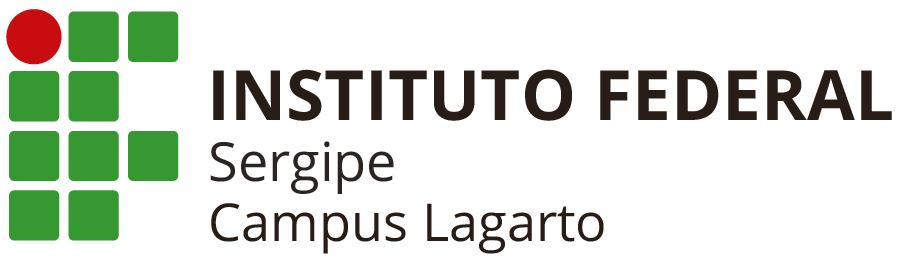 INSTITUTO FEDERAL
Sergipe
Campus Lagarto